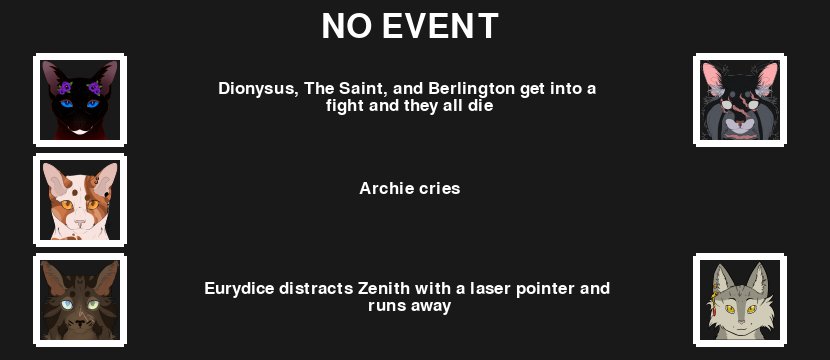 NO EVENT
Dionysus, The Saint, and Berlington get into a
fight and they all die
Archie cries
Eurydice distracts Zenith with a laser pointer and
runs away